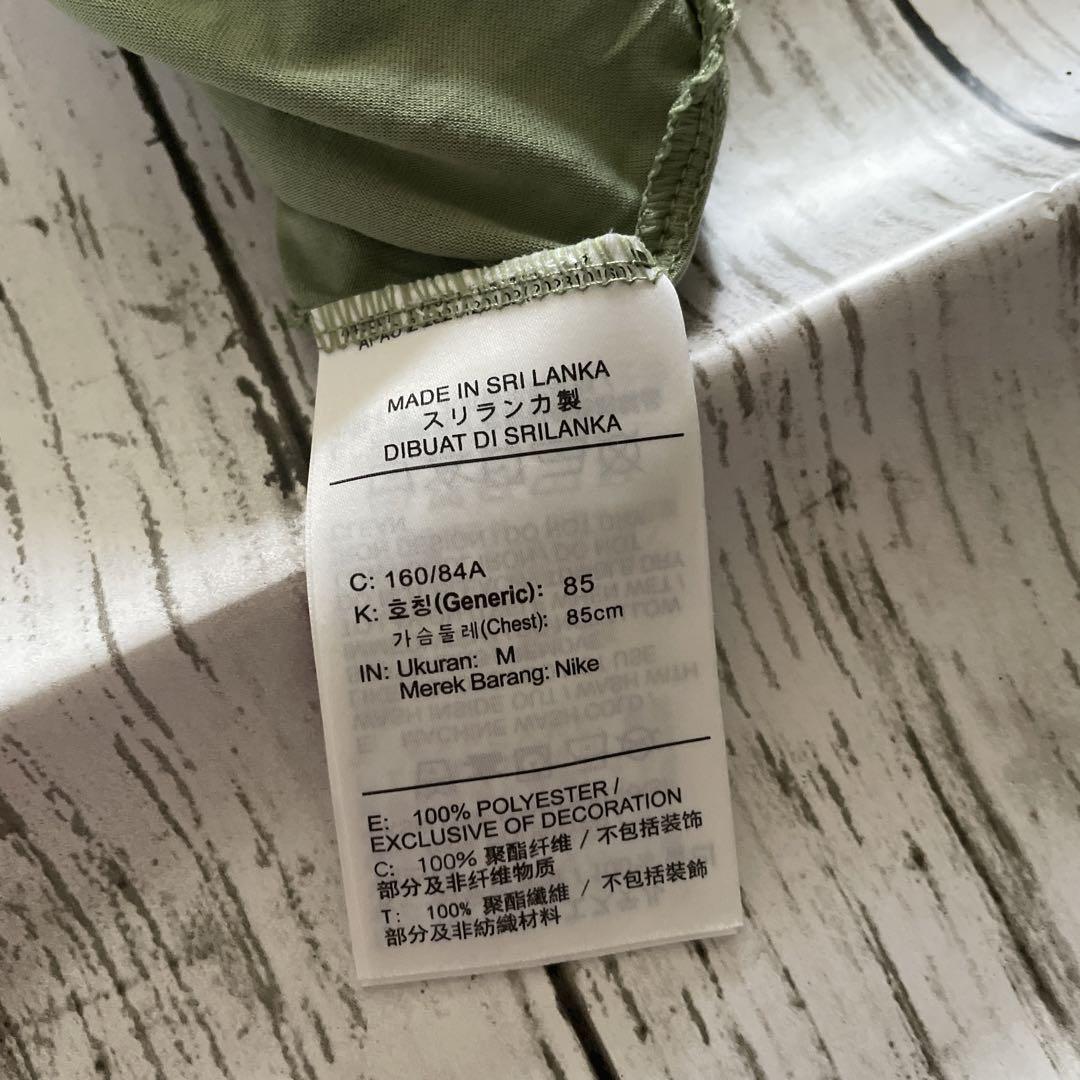 MADE IN SRI LANKA
スリランカ製
DIBUAT DI SRILANKA
C: 160/84A
K: 호칭(Generic): 85
가슴둘레(Chest): 85cm
IN: Ukuran: M
Merek Barang: Nike
E: 100% POLYESTER /
EXCLUSIVE OF DECORATION
C: 100% 聚酯纤维 / 不包括装饰
部分及非纤维物质
T: 100% 聚酯纖維 / 不包括裝飾
部分及非紡織材料